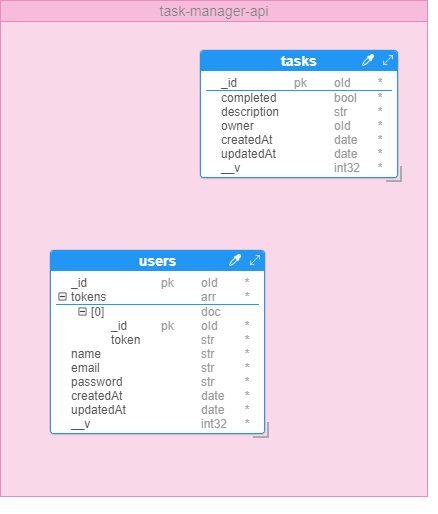 task-manager-api
tasks
_id pk oId *
completed bool *
description str *
owner oId *
createdAt date *
updatedAt date *
__v int32 *
users
_id pk oId *
tokens arr *
[0] doc
_id pk oId *
token str *
name str *
email str *
password str *
createdAt date *
updatedAt date *
__v int32 *